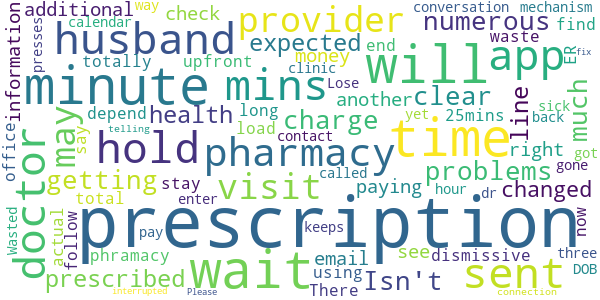 additional
check
conversation
mechanism
way
calendar
husband
provider
numerous
find
presses
expected
information
totally
upfront
end
money
waste
ER
fix
minute
mins
will
app
clinic
Lose
another
clear
line
much
depend
health
long
charge
load
25mins
sick
back
office
doctor
may
say
telling
hold
pharmacy
contact
time
yet
right
gone
got
getting
stay
visit
called
problems
hour
dr
changed
total
enter
paying
Wasted
follow
actual
prescription
keeps
pay
see
dismissive
three
now
phramacy
email
using
prescribed
wait
There
Isn't
sent
DOB
interrupted
Please
connection